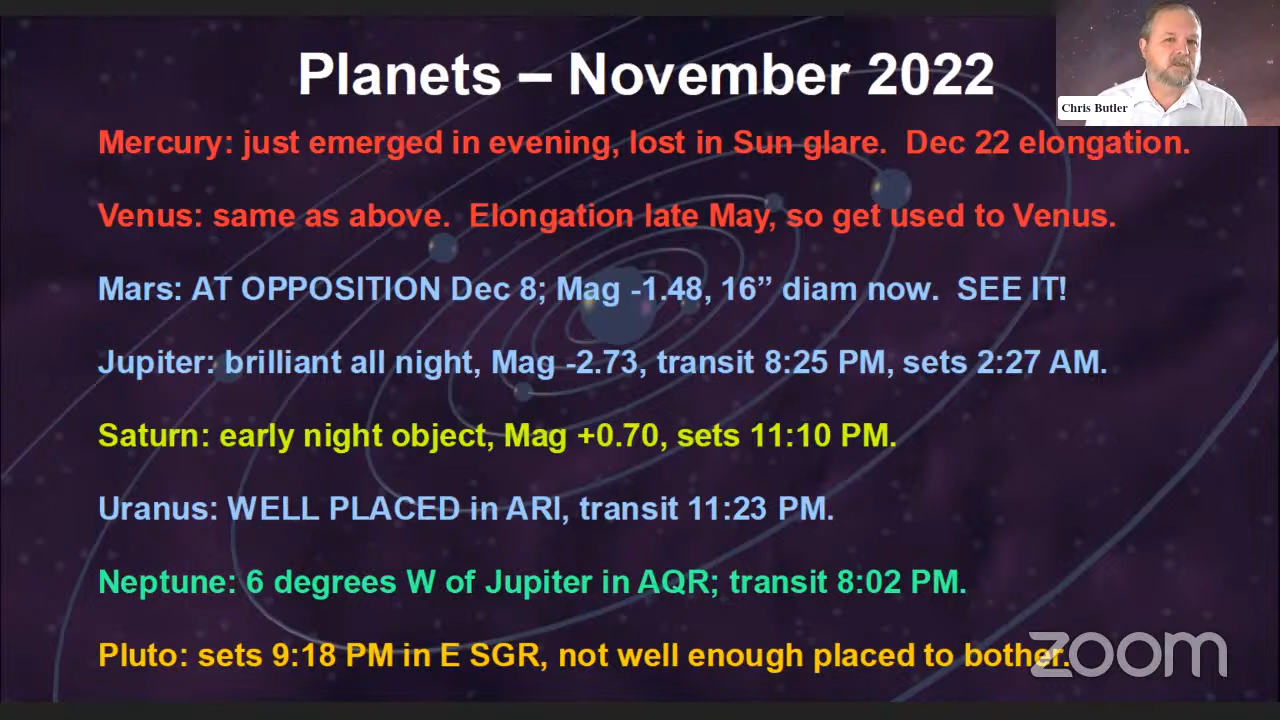 Planets – November 2022
Chris Butler
Mercury: just emerged in evening, lost in Sun glare.  Dec 22 elongation.
Venus: same as above.  Elongation late May, so get used to Venus.
Mars: AT OPPOSITION Dec 8; Mag -1.48, 16” diam now.  SEE IT!
Jupiter: brilliant all night, Mag -2.73, transit 8:25 PM, sets 2:27 AM.
Saturn: early night object, Mag +0.70, sets 11:10 PM.
Uranus: WELL PLACED in ARI, transit 11:23 PM.
Neptune: 6 degrees W of Jupiter in AQR; transit 8:02 PM.
Pluto: sets 9:18 PM in E SGR, not well enough placed to bother.
zoom